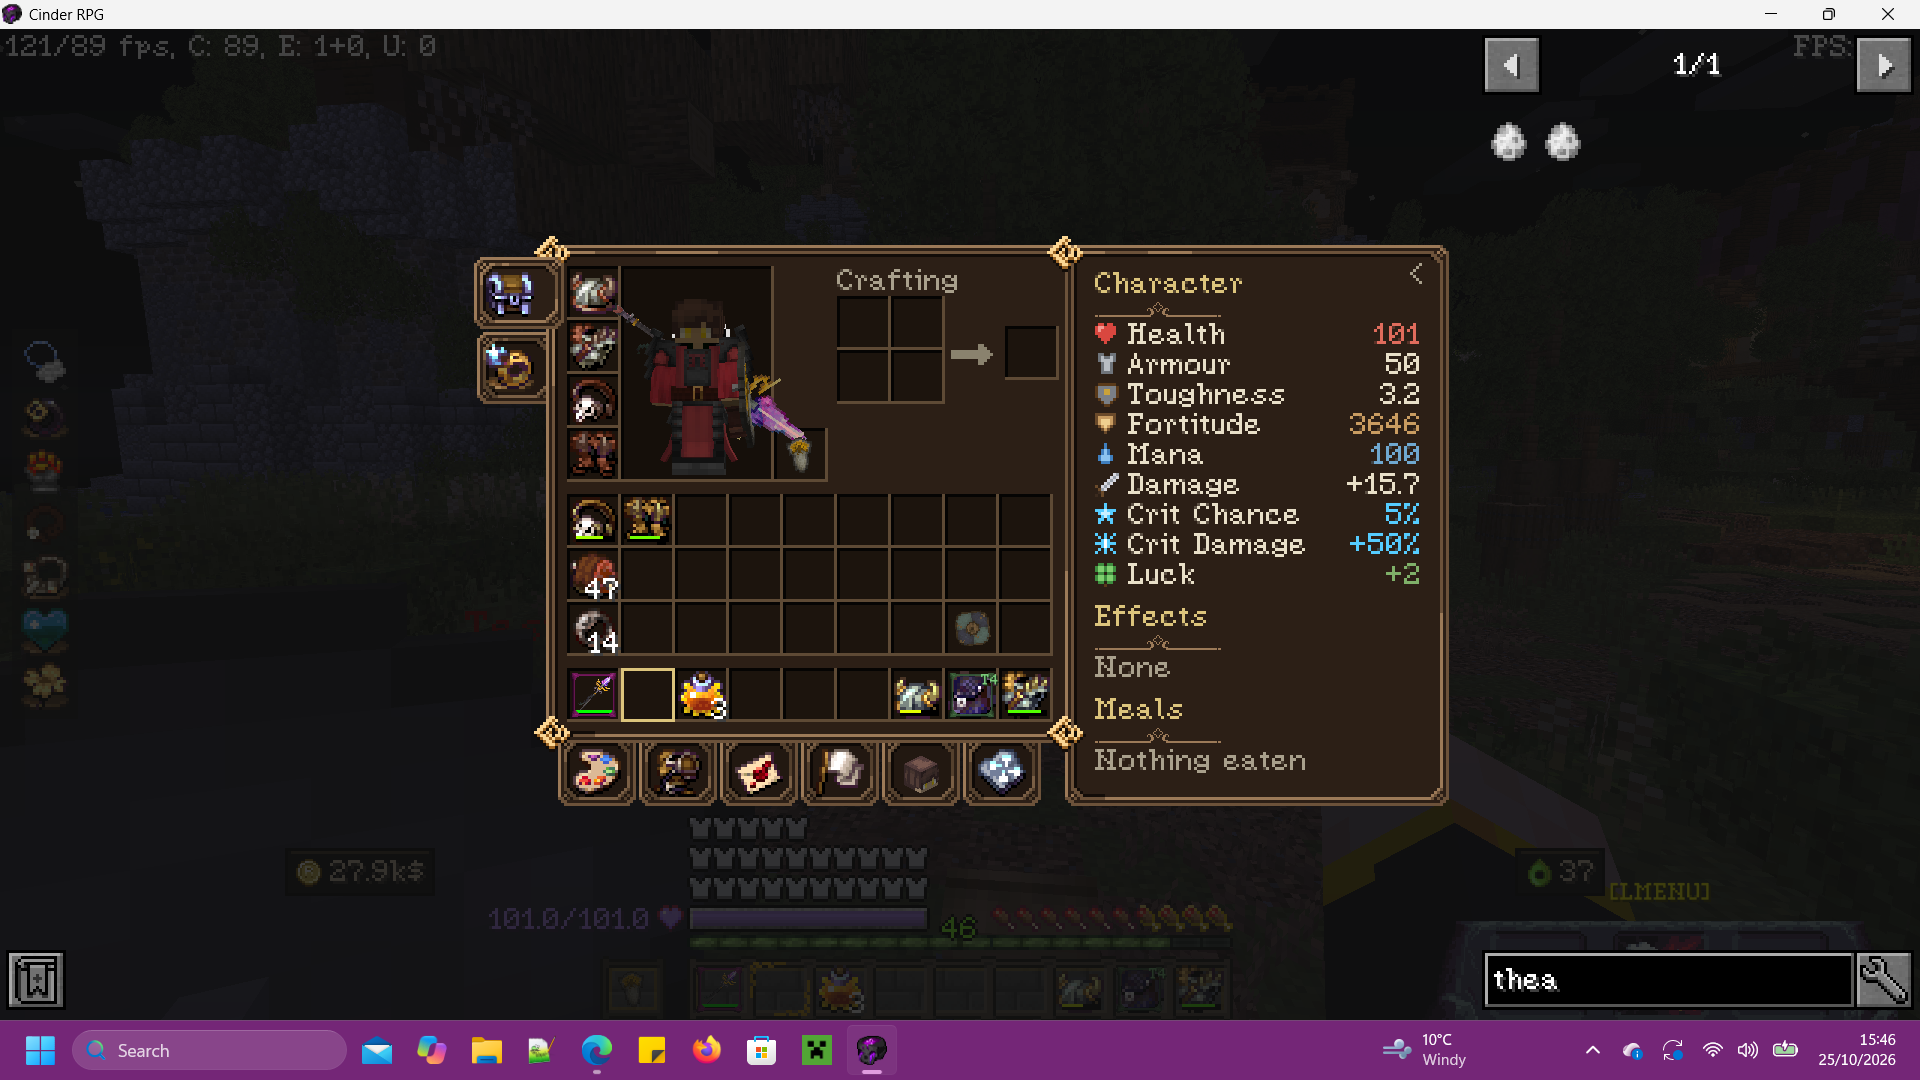 Cinder RPG
121/89 fps, C: 89, E: 1+0, U: 0
FPS:
1/1
Crafting
Character
Health 101
Armour 50
Toughness 3.2
Fortitude 3646
Mana 100
Damage +15.7
Crit Chance 5%
Crit Damage +50%
Luck +2
Effects
None
Meals
Nothing eaten
47
14
3
T4
27.9k$
37
[LMENU]
101.0/101.0
46
3
T4
thea
Search
10°C
Windy
15:46
25/10/2026